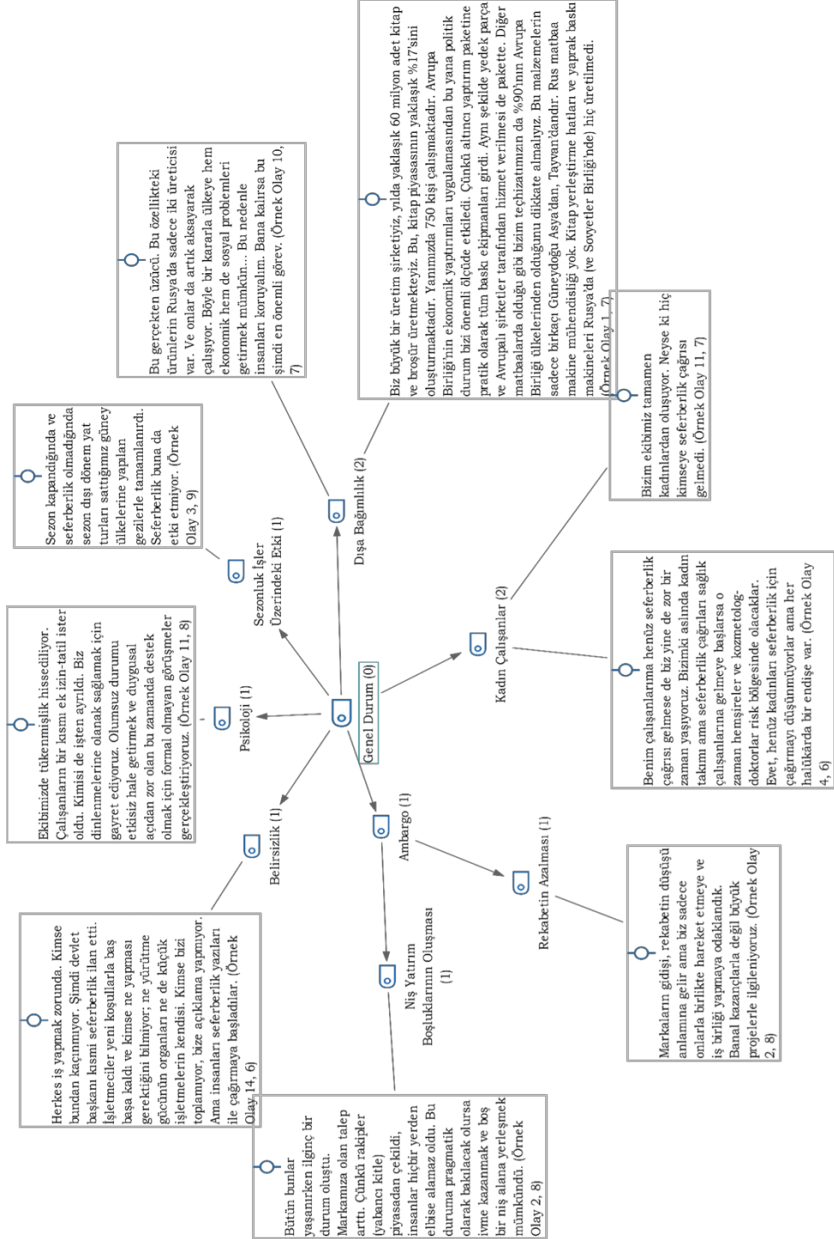 Bütün bunlar
yaşanırken ilginç bir
durum oluştu.
Markamıza olan talep
arttı. Çünkü rakipler
(yabancı kitle)
piyasadan çekildi,
insanlar hiçbir yerden
elbise alamaz oldu. Bu
duruma pragmatik
olarak bakılacak olursa
ivme kazanmak ve boş
bir niş alana yerleşmek
mümkündü. (Örnek
Olay 2, 8)
Herkes iş yapmak zorunda. Kimse
bundan kaçınmıyor. Şimdi devlet
başkanı kısmi seferberlik ilan etti.
İşletmeciler yeni koşullarla baş
başa kaldı ve kimse ne yapması
gerektiğini bilmiyor; ne yürütme
gücünün organları ne de küçük
işletmelerin kendisi. Kimse bizi
toplamıyor, bize açıklama yapmıyor.
Ama insanları seferberlik yazıları
ile çağırmaya başladılar. (Örnek
Olay 14, 6)
Ekibimizde tükenmişlik hissediliyor.
Çalışanların bir kısmı ek izin-tatil ister
oldu. Kimisi de işten ayrıldı. Biz
dinlenmelerine olanak sağlamak için
gayret ediyoruz. Olumsuz durumu
etkisiz hale getirmek ve duygusal
açıdan zor olan bu zamanda destek
olmak için formal olmayan görüşmeler
gerçekleştiriyoruz. (Örnek Olay 11, 8)
Sezon kapandığında ve
seferberlik olmadığında
sezon dışı dönem yat
turları sattığımız güney
ülkelerine yapılan
gezilerle tamamlanırdı.
Seferberlik buna da
etki etmiyor. (Örnek
Olay 3, 9)
Bu gerçekten üzücü. Bu özellikteki
ürünlerin Rusya'da sadece iki üreticisi
var. Ve onlar da artık aksayarak
çalışıyor. Böyle bir kararla ülkeye hem
ekonomik hem de sosyal problemleri
getirmek mümkün... Bu nedenle
insanları koruyalım. Bana kalırsa bu
şimdi en önemli görev. (Örnek Olay 10,
7)
Niş Yatırım
Boşluklarının Oluşması
(1)
Belirsizlik (1)
Psikoloji (1)
Sezonluk İşler
Üzerindeki Etki (1)
Dışa Bağımlılık (2)
Ambargo (1)
Genel Durum (0)
Kadın Çalışanlar (2)
Rekabetin Azalması (1)
Biz büyük bir üretim şirketiyiz, yılda yaklaşık 60 milyon adet kitap
ve broşür üretmekteyiz. Bu, kitap piyasasının yaklaşık %17'sini
oluşturmaktadır. Yanımızda 750 kişi çalışmaktadır. Avrupa
Birliği'nin ekonomik yaptırımları uygulamasından bu yana politik
durum bizi önemli ölçüde etkiledi. Çünkü altıncı yaptırım paketine
pratik olarak tüm baskı ekipmanları girdi. Aynı şekilde yedek parça
ve Avrupalı şirketler tarafından hizmet verilmesi de pakette. Diğer
matbaalarda olduğu gibi bizim teçhizatımızın da %90'ının Avrupa
Birliği ülkelerinden olduğunu dikkate almalıyız. Bu malzemelerin
sadece birkaçı Güneydoğu Asya'dan, Tayvan'dandır. Rus matbaa
makine mühendisliği yok. Kitap yerleştirme hatları ve yaprak baskı
makineleri Rusya'da (ve Sovyetler Birliği'nde) hiç üretilmedi.
(Örnek Olay 1, 7)
Markaların gidişi, rekabetin düşüşü
anlamına gelir ama biz sadece
onlarla birlikte hareket etmeye ve
iş birliği yapmaya odaklandık.
Banal kazançlarla değil büyük
projelerle ilgileniyoruz. (Örnek Olay
2, 8)
Benim çalışanlarıma henüz seferberlik
çağrısı gelmese de biz yine de zor bir
zaman yaşıyoruz. Bizimki aslında kadın
takımı ama seferberlik çağrıları sağlık
çalışanlarına gelmeye başlarsa o
zaman hemşireler ve kozmetolog-
doktorlar risk bölgesinde olacaklar.
Evet, henüz kadınları seferberlik için
çağırmayı düşünmüyorlar ama her
halükârda bir endişe var. (Örnek Olay
4, 6)
Bizim ekibimiz tamamen
kadınlardan oluşuyor. Neyse ki hiç
kimseye seferberlik çağrısı
gelmedi. (Örnek Olay 11, 7)